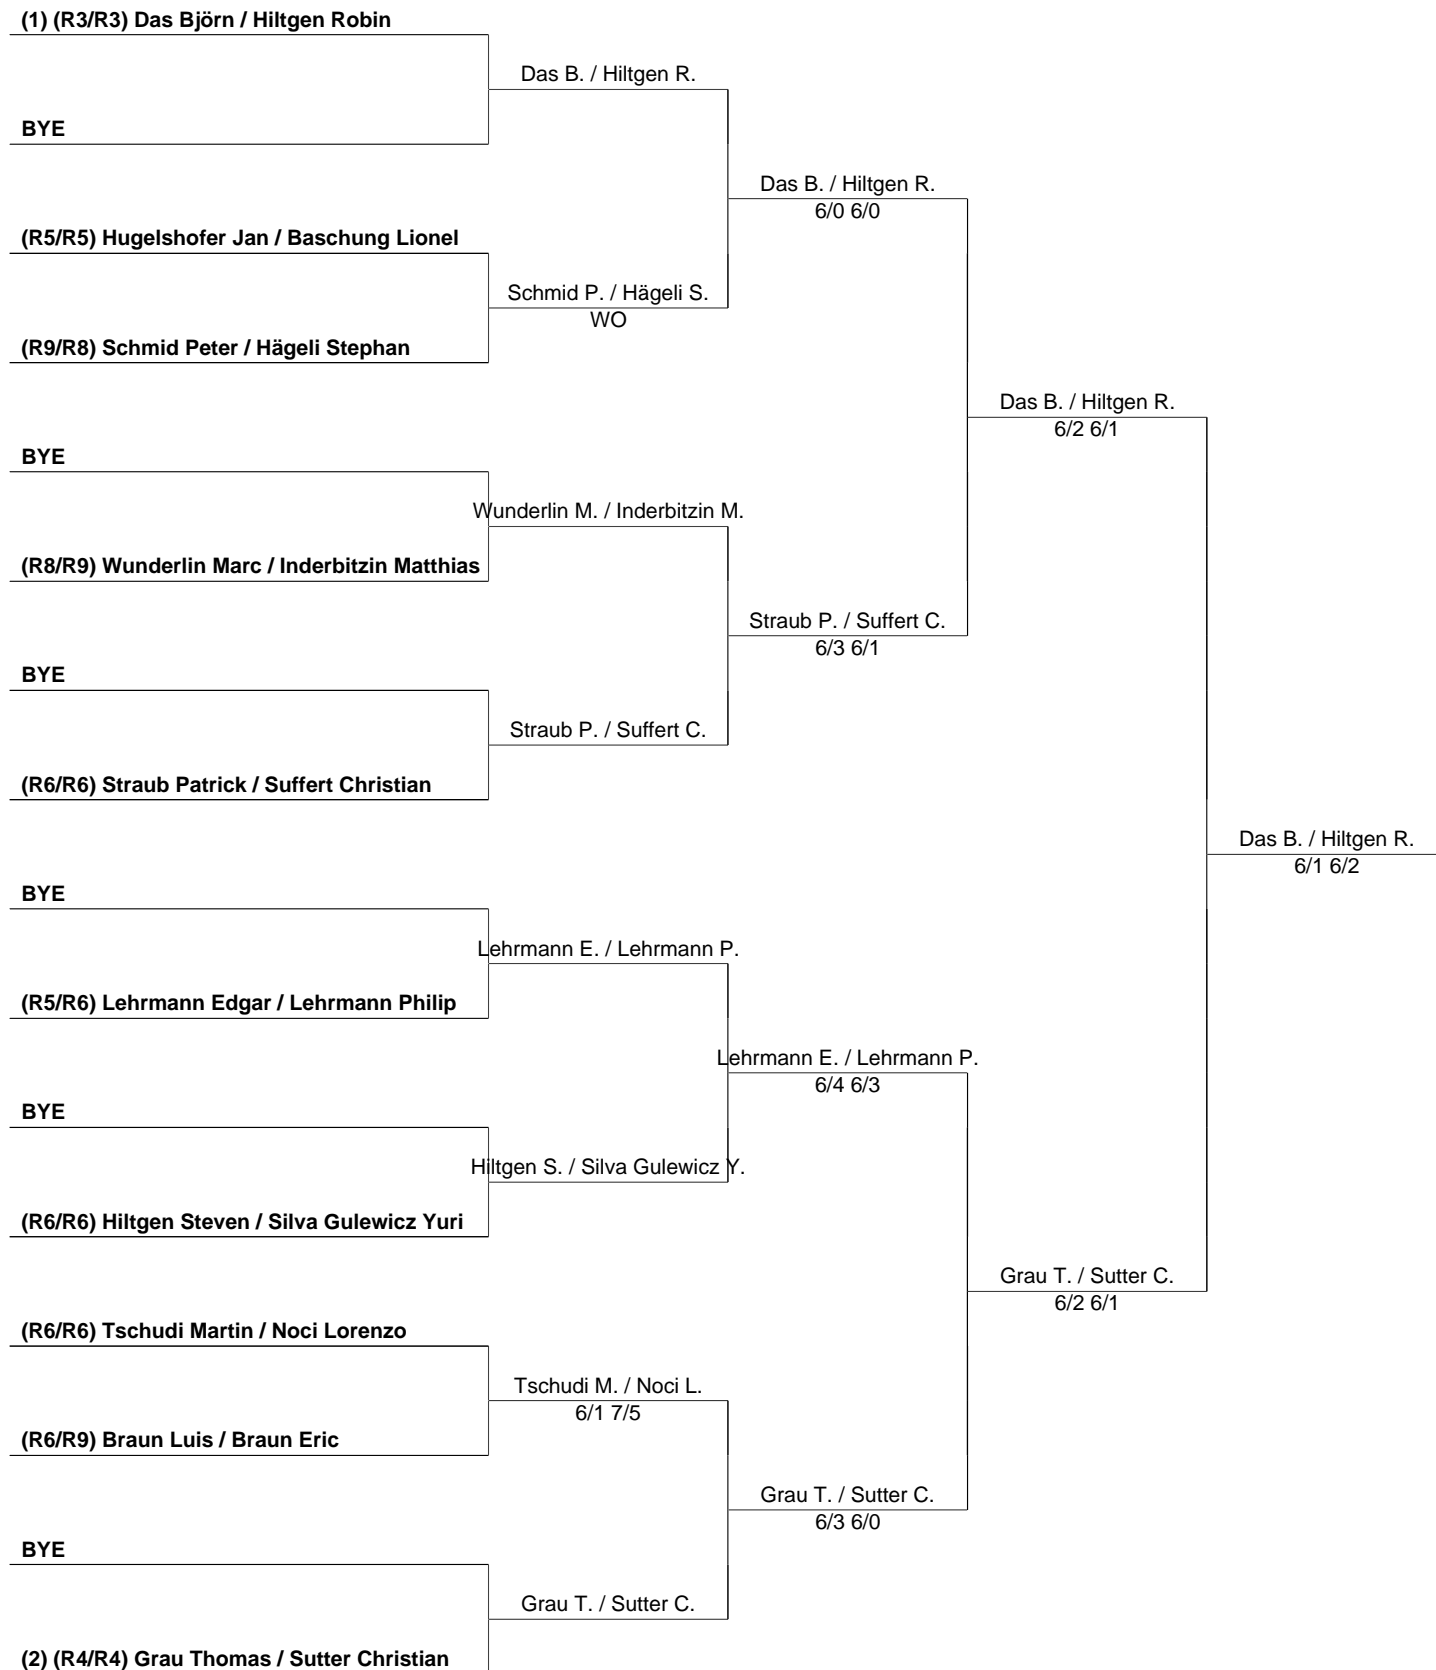 (1) (R3/R3) Das Björn / Hiltgen Robin
Das B. / Hiltgen R.
BYE
Das B. / Hiltgen R.
6/0 6/0
(R5/R5) Hugelshofer Jan / Baschung Lionel
Schmid P. / Hägeli S.
WO
(R9/R8) Schmid Peter / Hägeli Stephan
Das B. / Hiltgen R.
6/2 6/1
BYE
Wunderlin M. / Inderbitzin M.
(R8/R9) Wunderlin Marc / Inderbitzin Matthias
Straub P. / Suffert C.
6/3 6/1
BYE
Straub P. / Suffert C.
(R6/R6) Straub Patrick / Suffert Christian
Das B. / Hiltgen R.
6/1 6/2
BYE
Lehrmann E. / Lehrmann P.
(R5/R6) Lehrmann Edgar / Lehrmann Philip
Lehrmann E. / Lehrmann P.
6/4 6/3
BYE
Hiltgen S. / Silva Gulewicz Y.
(R6/R6) Hiltgen Steven / Silva Gulewicz Yuri
Grau T. / Sutter C.
6/2 6/1
(R6/R6) Tschudi Martin / Noci Lorenzo
Tschudi M. / Noci L.
6/1 7/5
(R6/R9) Braun Luis / Braun Eric
Grau T. / Sutter C.
6/3 6/0
BYE
Grau T. / Sutter C.
(2) (R4/R4) Grau Thomas / Sutter Christian